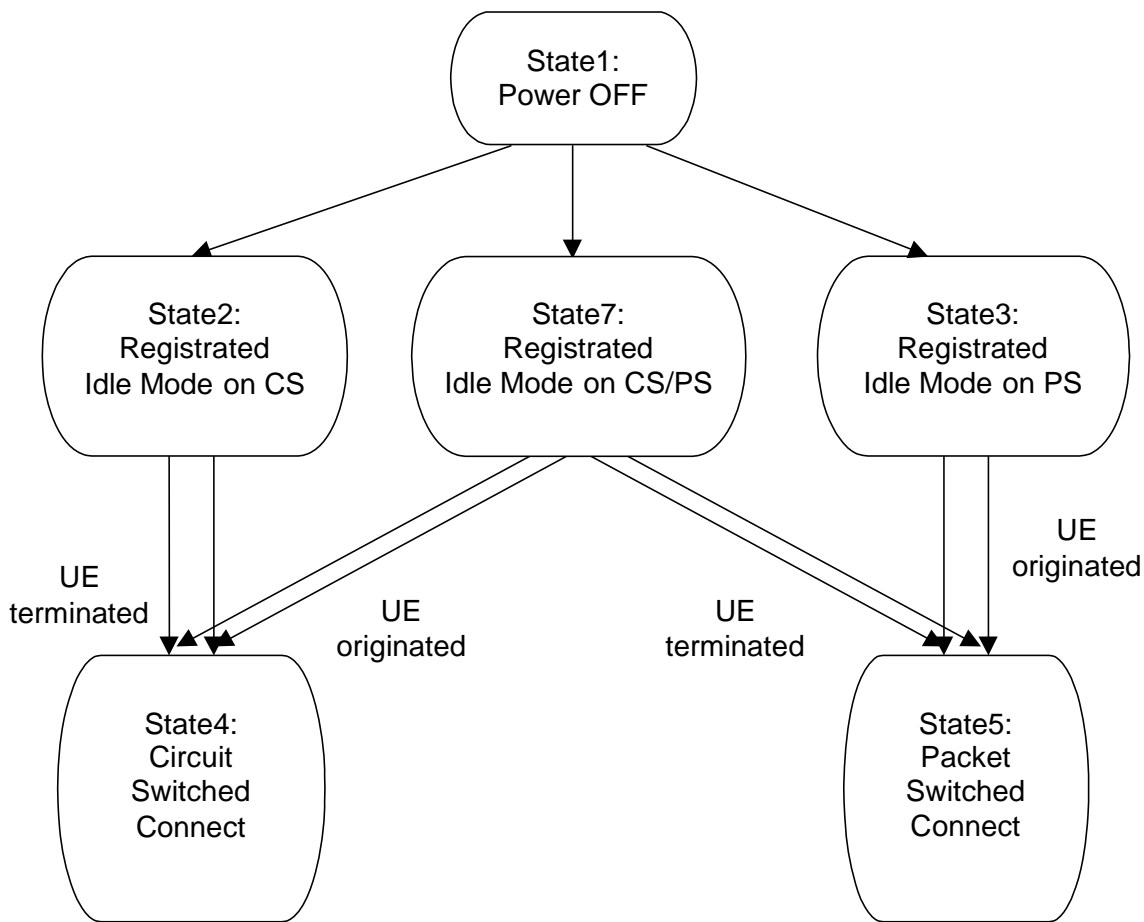 State1:
Power OFF
State2:
Registrated
Idle Mode on CS
State7:
Registrated
Idle Mode on CS/PS
State3:
Registrated
Idle Mode on PS
UE
terminated
UE
originated
UE
terminated
UE
originated
State4:
Circuit
Switched
Connect
State5:
Packet
Switched
Connect